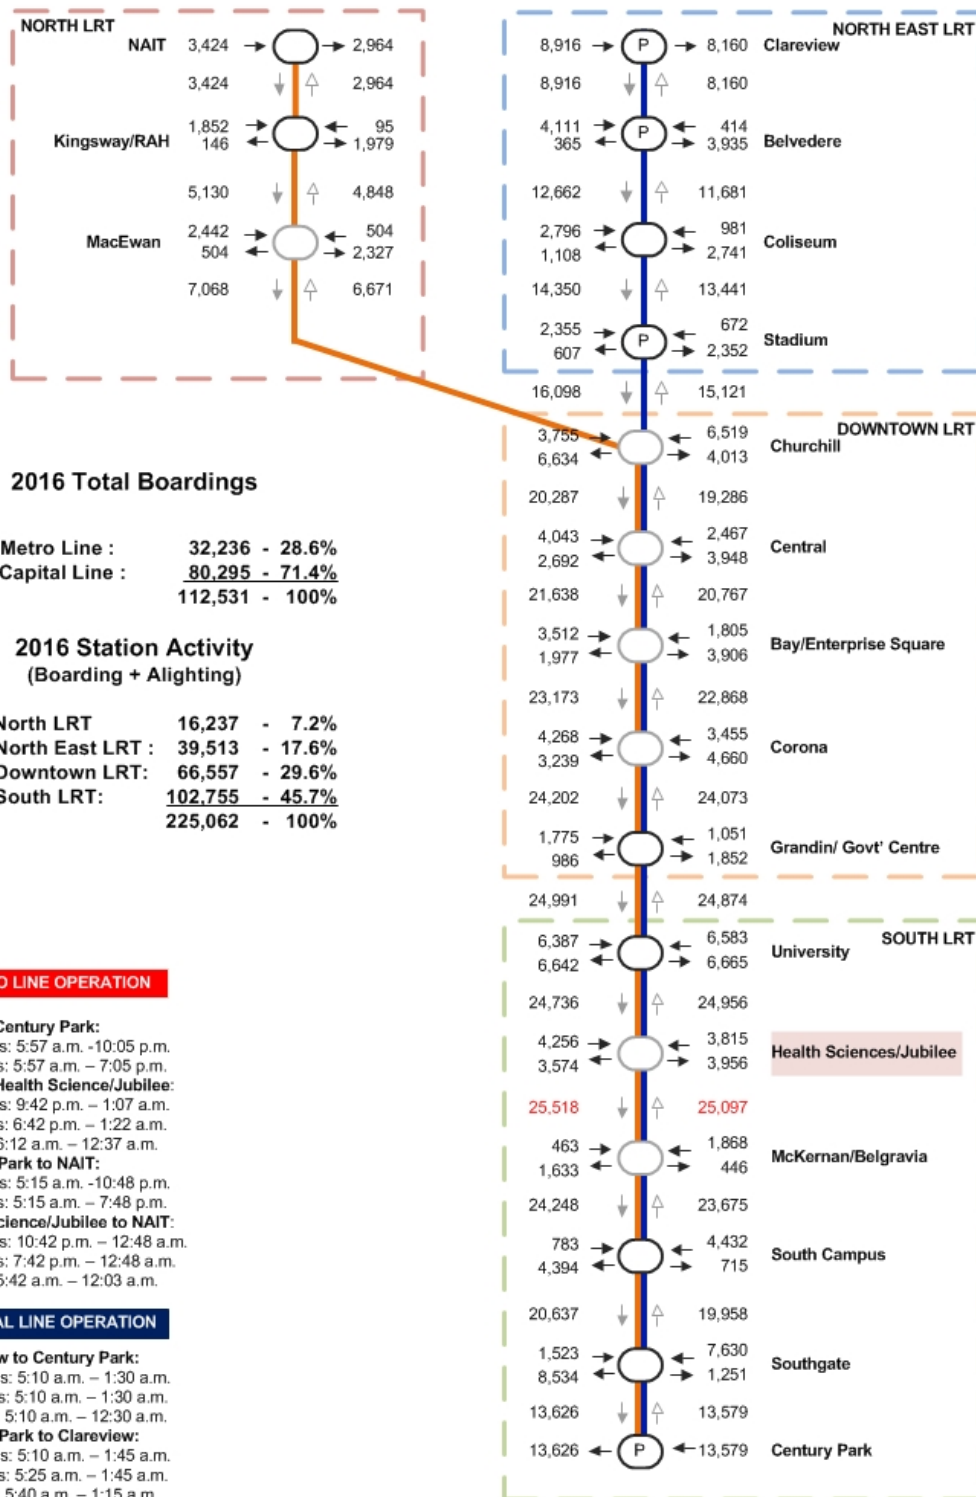 NORTH LRT
NAIT 3,424 2,964
3,424 2,964
Kingsway/RAH 1,852 95
146 1,979
5,130 4,848
MacEwan 2,442 504
504 2,327
7,068 6,671
NORTH EAST LRT
8,916 P 8,160 Clareview
8,916 8,160
4,111 P 414 Belvedere
365 3,935
12,662 11,681
2,796 981 Coliseum
1,108 2,741
14,350 13,441
2,355 P 672 Stadium
607 2,352
16,098 15,121
DOWNTOWN LRT
3,755 6,519 Churchill
6,634 4,013
20,287 19,286
4,043 2,467 Central
2,692 3,948
21,638 20,767
3,512 1,805 Bay/Enterprise Square
1,977 3,906
23,173 22,868
4,268 3,455 Corona
3,239 4,660
24,202 24,073
1,775 1,051 Grandin/ Govt' Centre
986 1,852
24,991 24,874
SOUTH LRT
6,387 6,583 University
6,642 6,665
24,736 24,956
4,256 3,815 Health Sciences/Jubilee
3,574 3,956
25,518 25,097
463 1,868 McKernan/Belgravia
1,633 446
24,248 23,675
783 4,432 South Campus
4,394 715
20,637 19,958
1,523 7,630 Southgate
8,534 1,251
13,626 13,579
13,626 P 13,579 Century Park
2016 Total Boardings
Metro Line : 32,236 - 28.6%
Capital Line : 80,295 - 71.4%
112,531 - 100%
2016 Station Activity
(Boarding + Alighting)
North LRT 16,237 - 7.2%
North East LRT : 39,513 - 17.6%
Downtown LRT: 66,557 - 29.6%
South LRT: 102,755 - 45.7%
225,062 - 100%
O LINE OPERATION
Century Park:
s: 5:57 a.m. -10:05 p.m.
s: 5:57 a.m. – 7:05 p.m.
Health Science/Jubilee:
s: 9:42 p.m. – 1:07 a.m.
s: 6:42 p.m. – 1:22 a.m.
6:12 a.m. – 12:37 a.m.
Park to NAIT:
s: 5:15 a.m. -10:48 p.m.
s: 5:15 a.m. – 7:48 p.m.
cience/Jubilee to NAIT:
s: 10:42 p.m. – 12:48 a.m.
s: 7:42 p.m. – 12:48 a.m.
5:42 a.m. – 12:03 a.m.
AL LINE OPERATION
w to Century Park:
s: 5:10 a.m. – 1:30 a.m.
s: 5:10 a.m. – 1:30 a.m.
5:10 a.m. – 12:30 a.m.
Park to Clareview:
s: 5:10 a.m. – 1:45 a.m.
s: 5:25 a.m. – 1:45 a.m.
5:40 a.m. – 1:15 a.m.